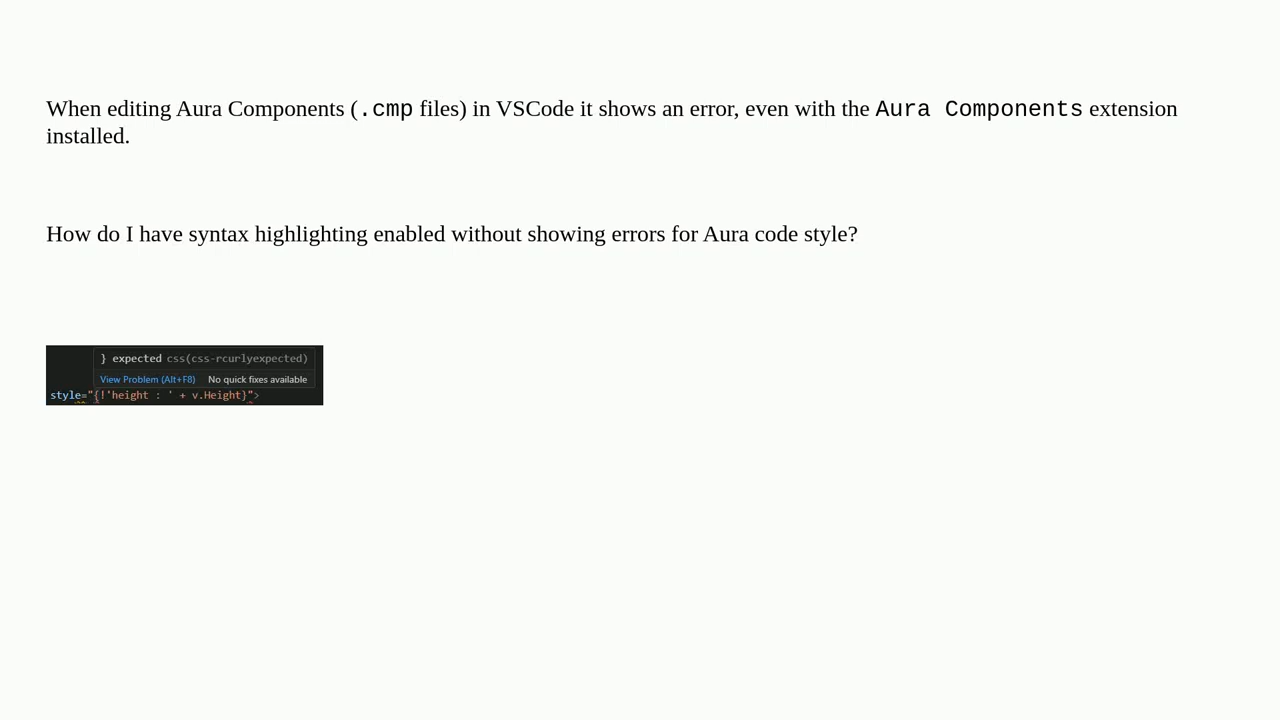 When editing Aura Components (.cmp files) in VSCode it shows an error, even with the Aura Components extension
installed.
How do I have syntax highlighting enabled without showing errors for Aura code style?
} expected css(css-rcurlyexpected)
View Problem (Alt+F8) No quick fixes available
style="{!'height : ' + v.Height}">